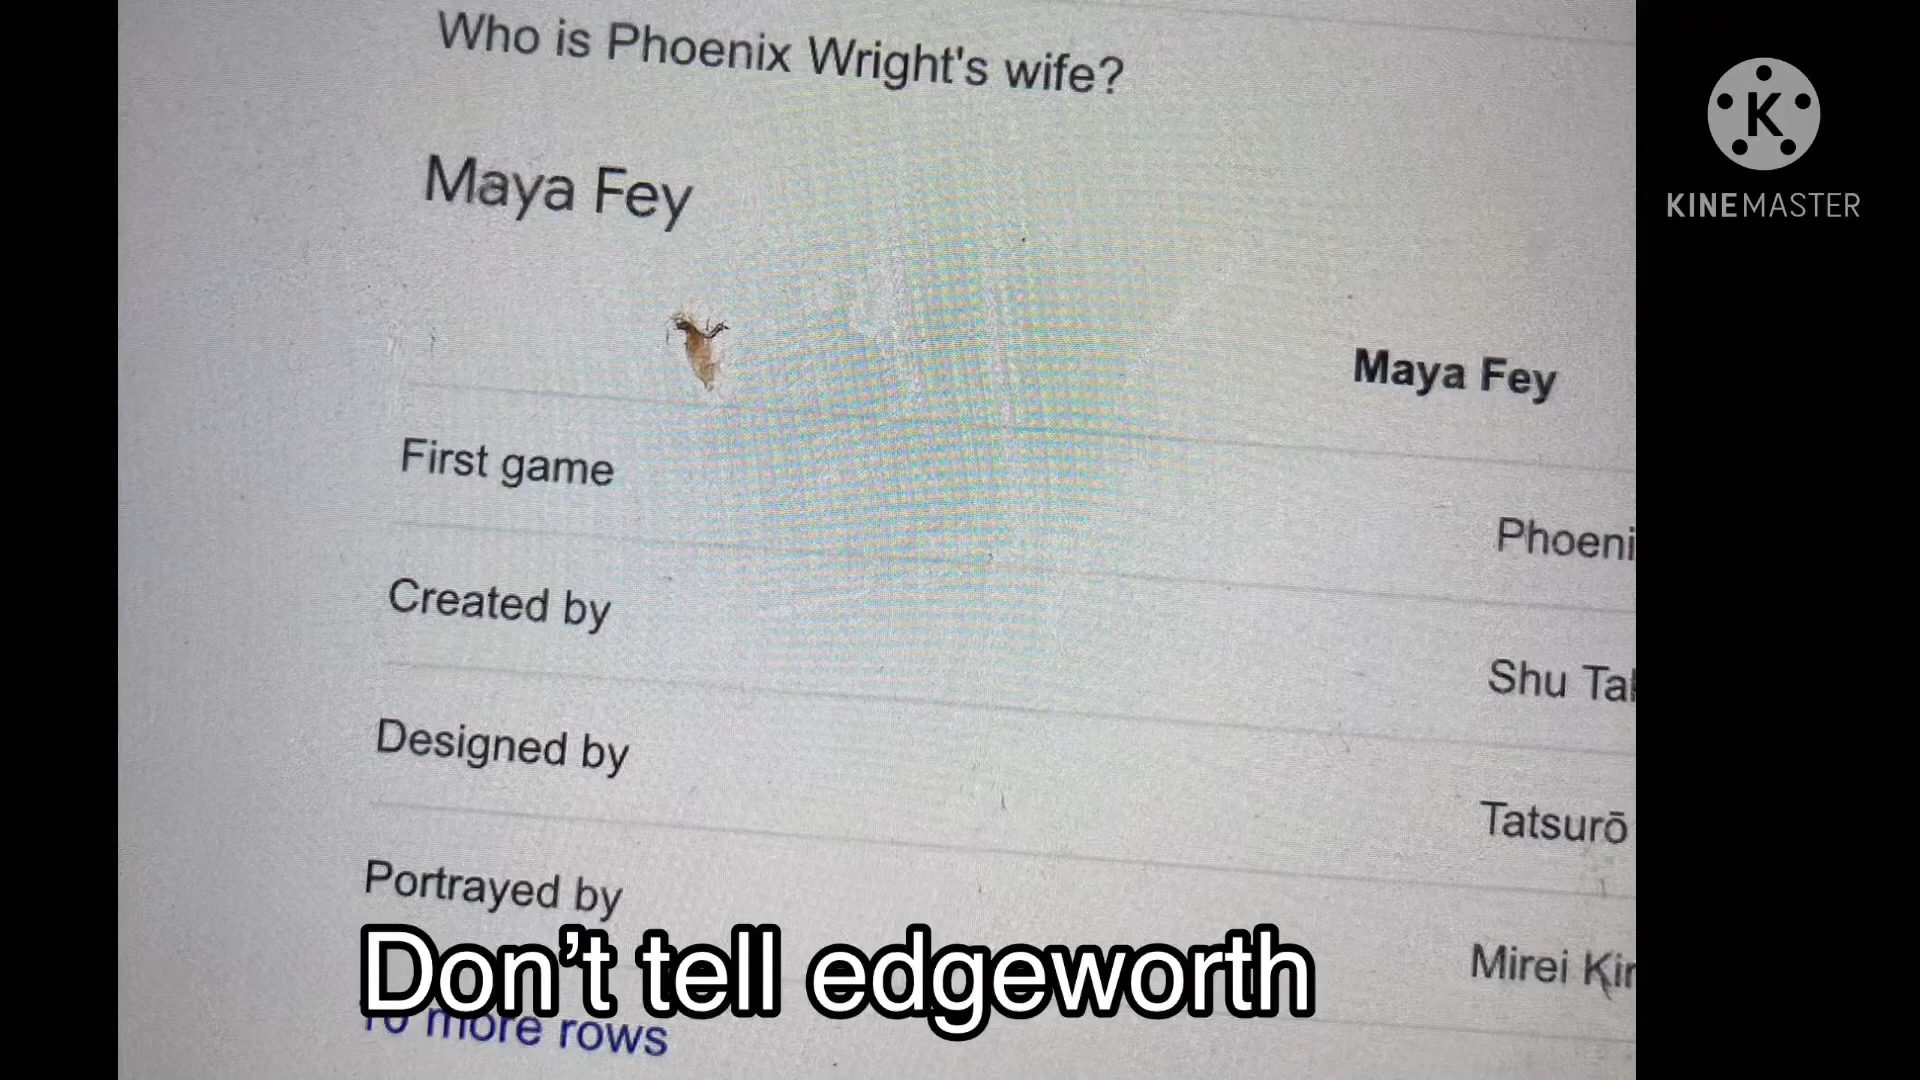 Who is Phoenix Wright's wife?
Maya Fey
Maya Fey
First game
Phoeni
Created by
Shu Ta
Designed by
Tatsurō
Portrayed by
Mirei Kir
Don't tell edgeworth
more rows
K
KINEMASTER